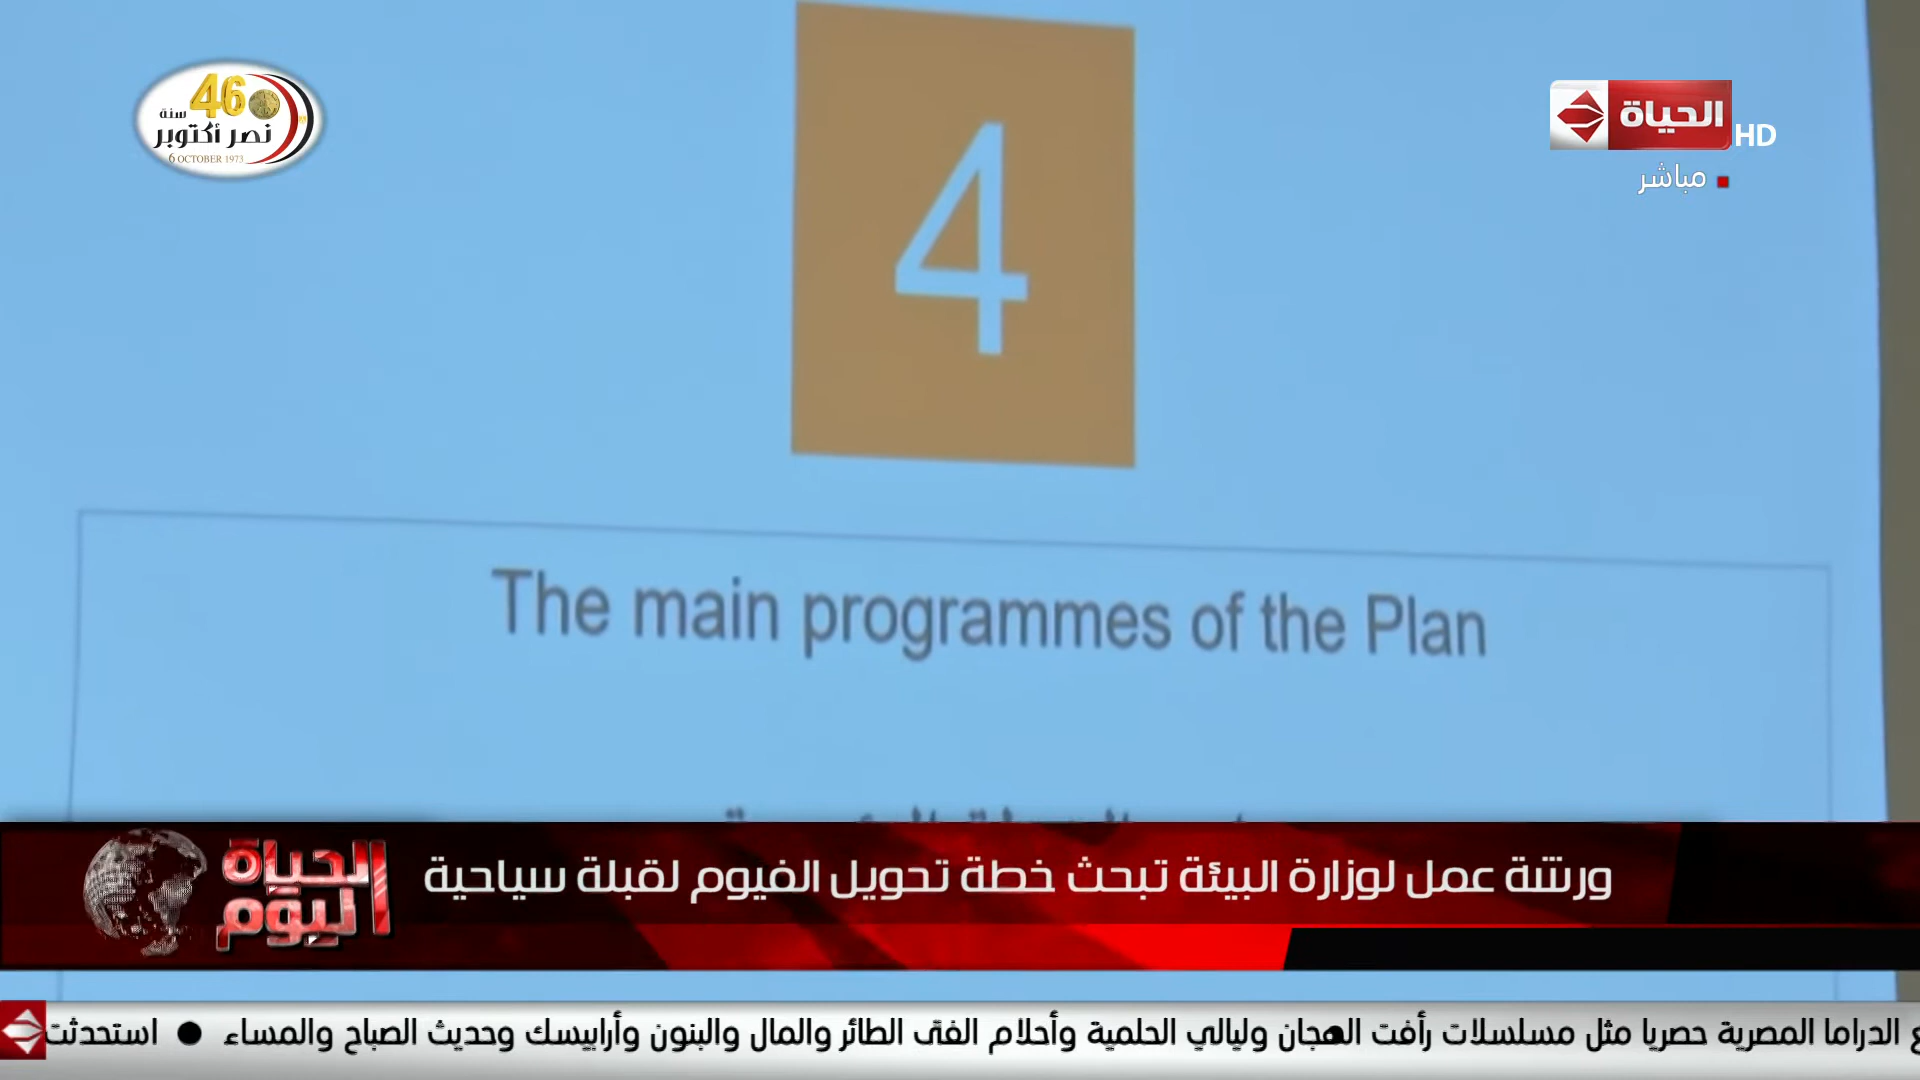 46
سنة
نصر أكتوبر
6 OCTOBER 1973
الحياة
HD
مباشر
4
The main programmes of the Plan
ورشة عمل لوزارة البيئة تبحث خطة تحويل الفيوم لقبلة سياحية
الحياة
اليوم
الدراما المصرية حصريا مثل مسلسلات رأفت الهجان وليالي الحلمية وأحلام الفتى الطائر والمال والبنون وأرابيسك وحديث الصباح والمساء ● استحدثت